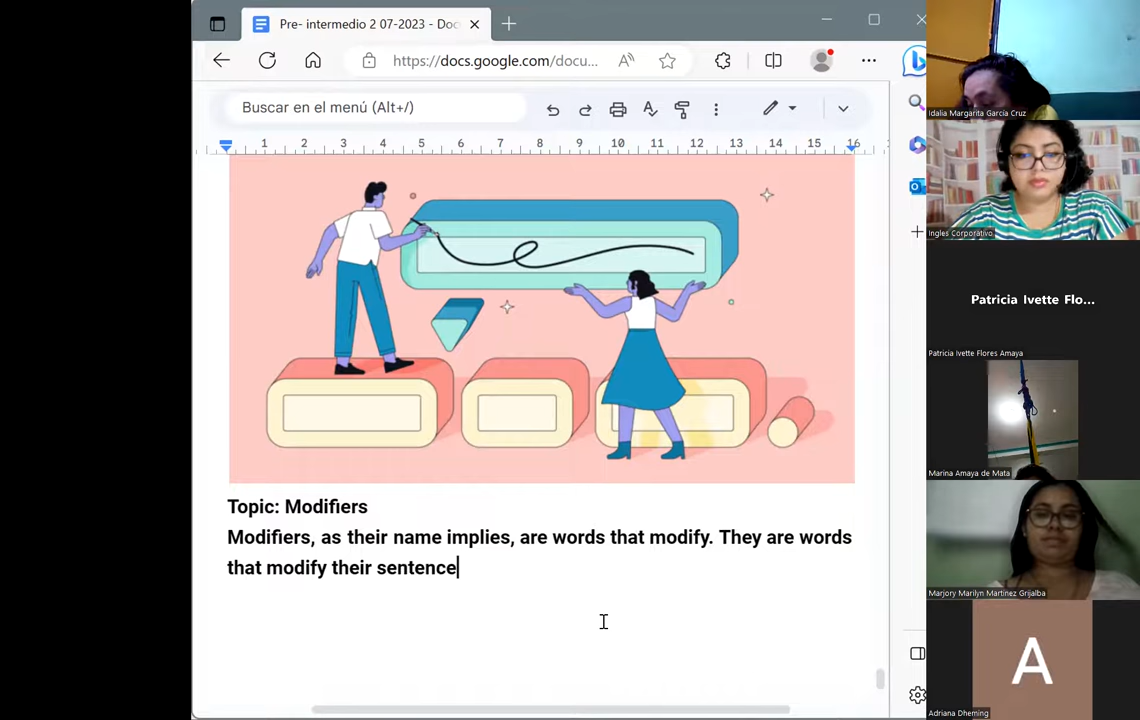 Pre- intermedio 2 07-2023 - Doc
https://docs.google.com/docu...
Buscar en el menú (Alt+/)
1 2 3 4 5 6 7 8 9 10 11 12 13 14 15 16
Topic: Modifiers
Modifiers, as their name implies, are words that modify. They are words
that modify their sentence
Idalia Margarita García Cruz
Ingles Corporativo
Patricia Ivette Flo...
Patricia Ivette Flores Amaya
Marina Amaya de Mata
Marjory Marilyn Martinez Grijalba
A
Adriana Dheming